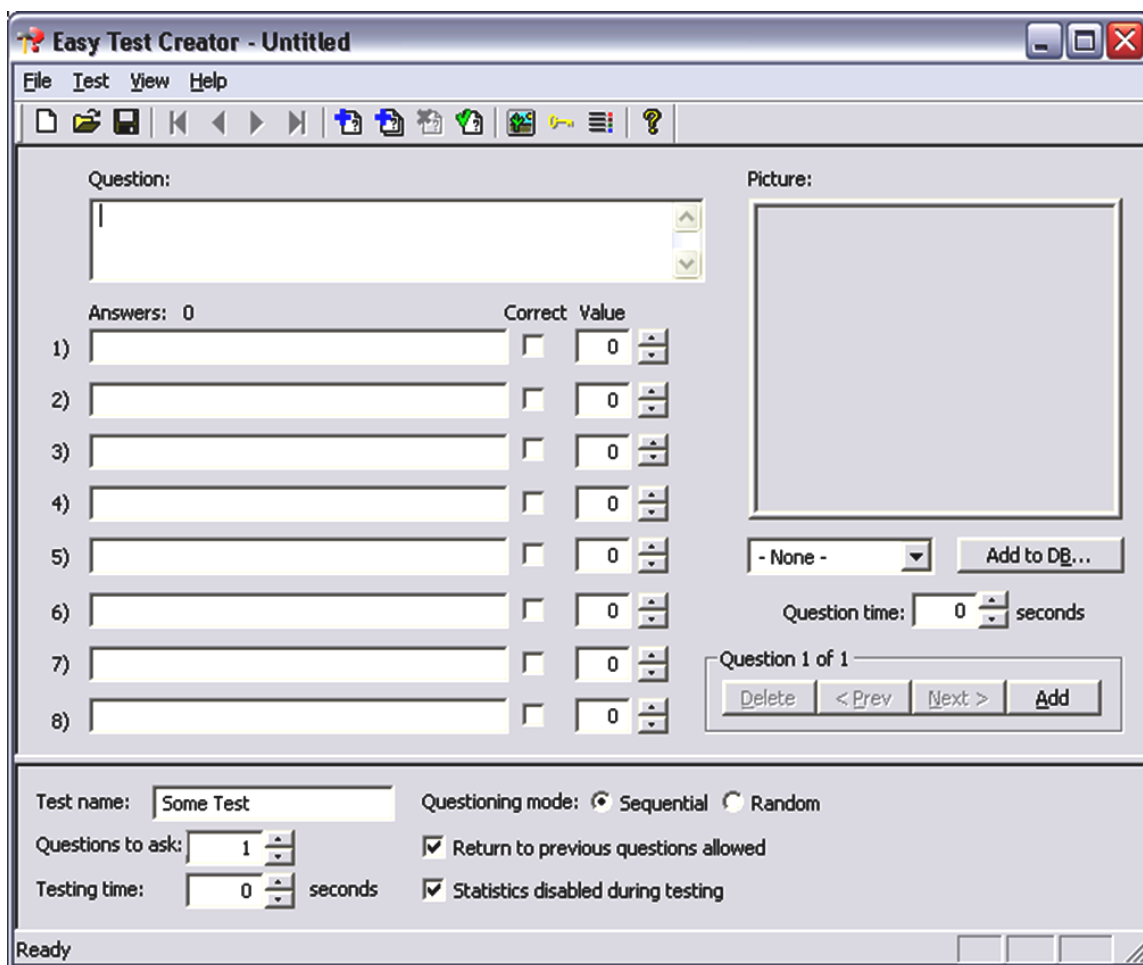 Easy Test Creator - Untitled
File Test View Help
Question:
Picture:
Answers: 0 Correct Value
1) 0
2) 0
3) 0
4) 0
5) 0
6) 0
7) 0
8) 0
- None - Add to DB...
Question time: 0 seconds
Question 1 of 1
Delete < Prev Next > Add
Test name: Some Test Questioning mode: Sequential Random
Questions to ask: 1 Return to previous questions allowed
Testing time: 0 seconds Statistics disabled during testing
Ready